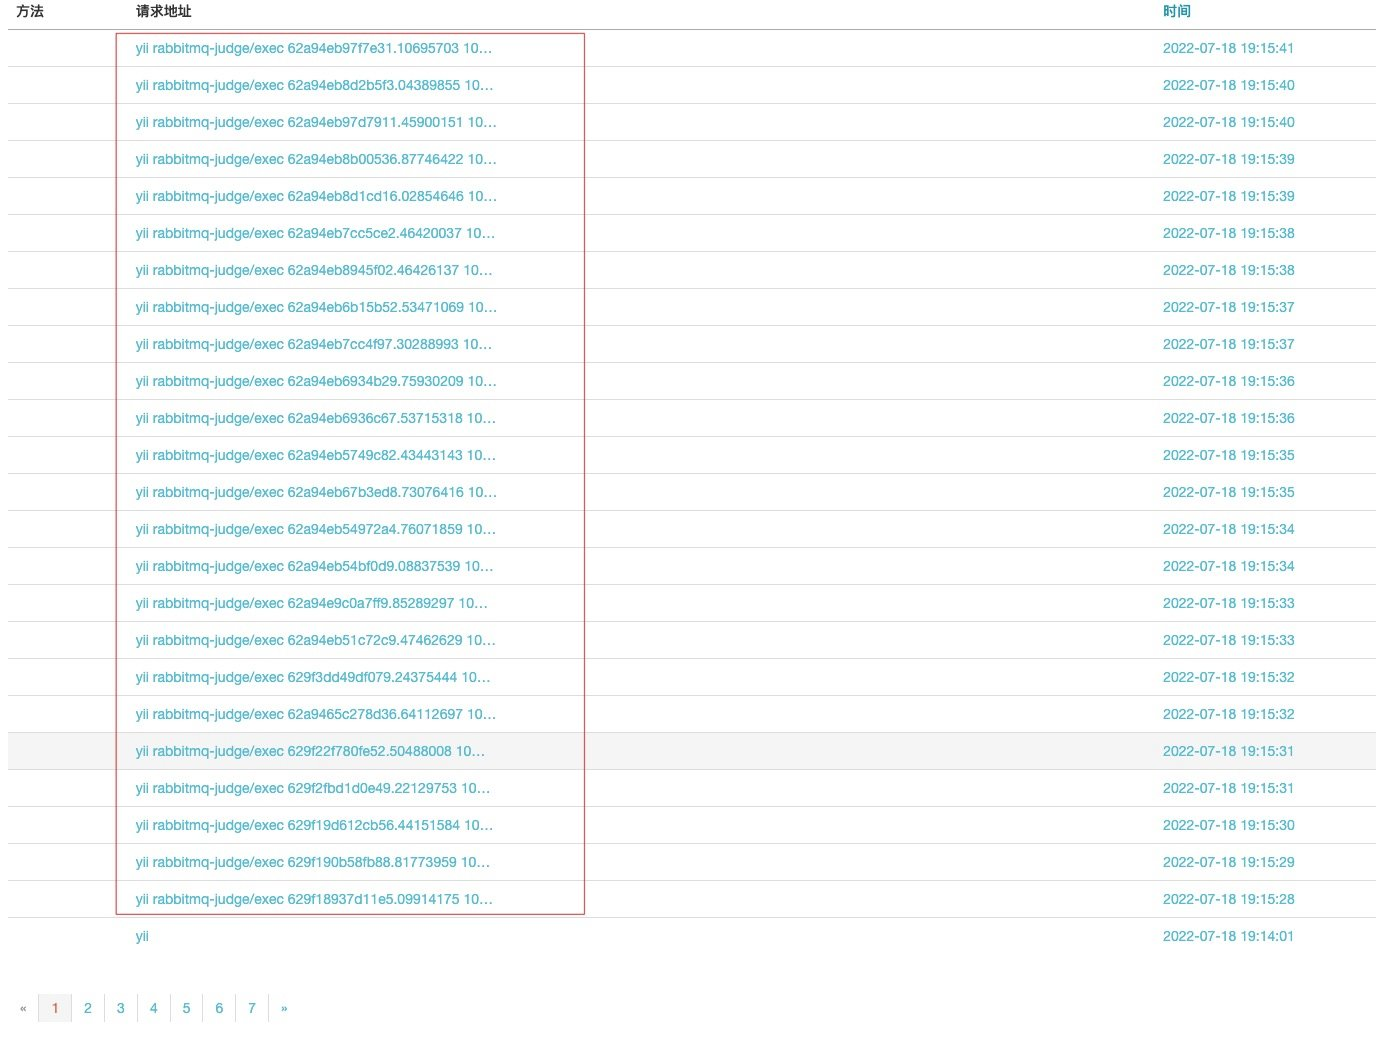 方法 请求地址 时间
yii rabbitmq-judge/exec 62a94eb97f7e31.10695703 10... 2022-07-18 19:15:41
yii rabbitmq-judge/exec 62a94eb8d2b5f3.04389855 10... 2022-07-18 19:15:40
yii rabbitmq-judge/exec 62a94eb97d7911.45900151 10... 2022-07-18 19:15:40
yii rabbitmq-judge/exec 62a94eb8b00536.87746422 10... 2022-07-18 19:15:39
yii rabbitmq-judge/exec 62a94eb8d1cd16.02854646 10... 2022-07-18 19:15:39
yii rabbitmq-judge/exec 62a94eb7cc5ce2.46420037 10... 2022-07-18 19:15:38
yii rabbitmq-judge/exec 62a94eb8945f02.46426137 10... 2022-07-18 19:15:38
yii rabbitmq-judge/exec 62a94eb6b15b52.53471069 10... 2022-07-18 19:15:37
yii rabbitmq-judge/exec 62a94eb7cc4f97.30288993 10... 2022-07-18 19:15:37
yii rabbitmq-judge/exec 62a94eb6934b29.75930209 10... 2022-07-18 19:15:36
yii rabbitmq-judge/exec 62a94eb6936c67.53715318 10... 2022-07-18 19:15:36
yii rabbitmq-judge/exec 62a94eb5749c82.43443143 10... 2022-07-18 19:15:35
yii rabbitmq-judge/exec 62a94eb67b3ed8.73076416 10... 2022-07-18 19:15:35
yii rabbitmq-judge/exec 62a94eb54972a4.76071859 10... 2022-07-18 19:15:34
yii rabbitmq-judge/exec 62a94eb54bf0d9.08837539 10... 2022-07-18 19:15:34
yii rabbitmq-judge/exec 62a94e9c0a7ff9.85289297 10... 2022-07-18 19:15:33
yii rabbitmq-judge/exec 62a94eb51c72c9.47462629 10... 2022-07-18 19:15:33
yii rabbitmq-judge/exec 629f3dd49df079.24375444 10... 2022-07-18 19:15:32
yii rabbitmq-judge/exec 62a9465c278d36.64112697 10... 2022-07-18 19:15:32
yii rabbitmq-judge/exec 629f22f780fe52.50488008 10... 2022-07-18 19:15:31
yii rabbitmq-judge/exec 629f2fbd1d0e49.22129753 10... 2022-07-18 19:15:31
yii rabbitmq-judge/exec 629f19d612cb56.44151584 10... 2022-07-18 19:15:30
yii rabbitmq-judge/exec 629f190b58fb88.81773959 10... 2022-07-18 19:15:29
yii rabbitmq-judge/exec 629f18937d11e5.09914175 10... 2022-07-18 19:15:28
yii 2022-07-18 19:14:01
« 1 2 3 4 5 6 7 »